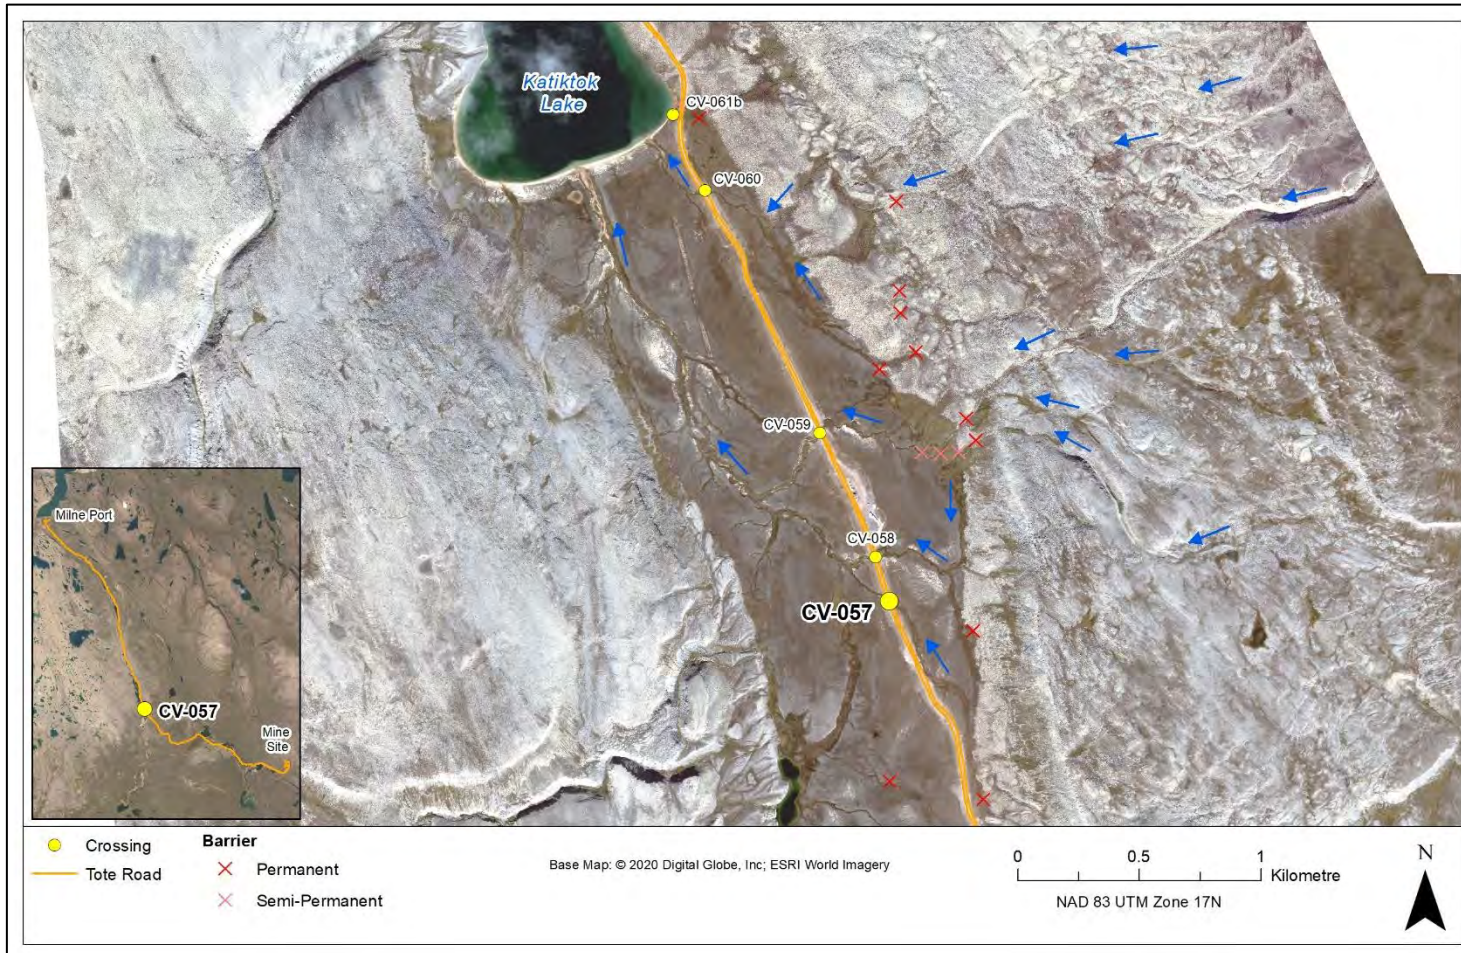 Katiktok
Lake
CV-061b
CV-060
CV-059
CV-058
CV-057
Milne Port
CV-057
Mine
Site
Crossing
Tote Road
Barrier
Permanent
Semi-Permanent
Base Map: © 2020 Digital Globe, Inc; ESRI World Imagery
0 0.5 1
Kilometre
NAD 83 UTM Zone 17N
N